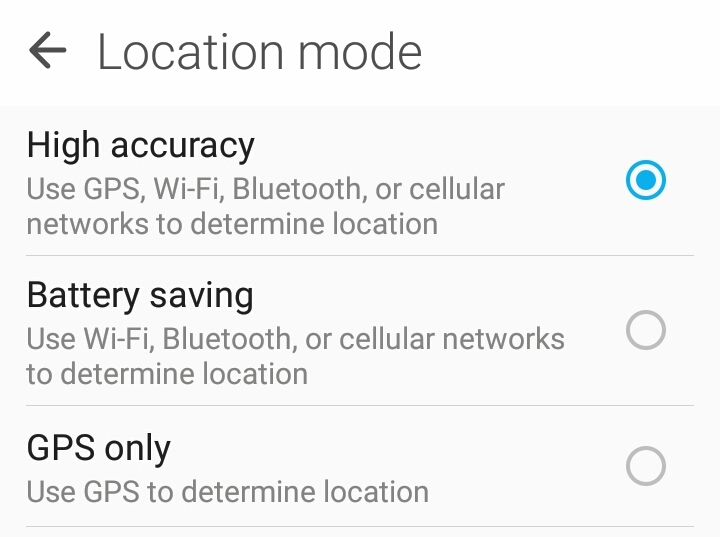 Location mode
High accuracy
Use GPS, Wi-Fi, Bluetooth, or cellular
networks to determine location
Battery saving
Use Wi-Fi, Bluetooth, or cellular networks
to determine location
GPS only
Use GPS to determine location